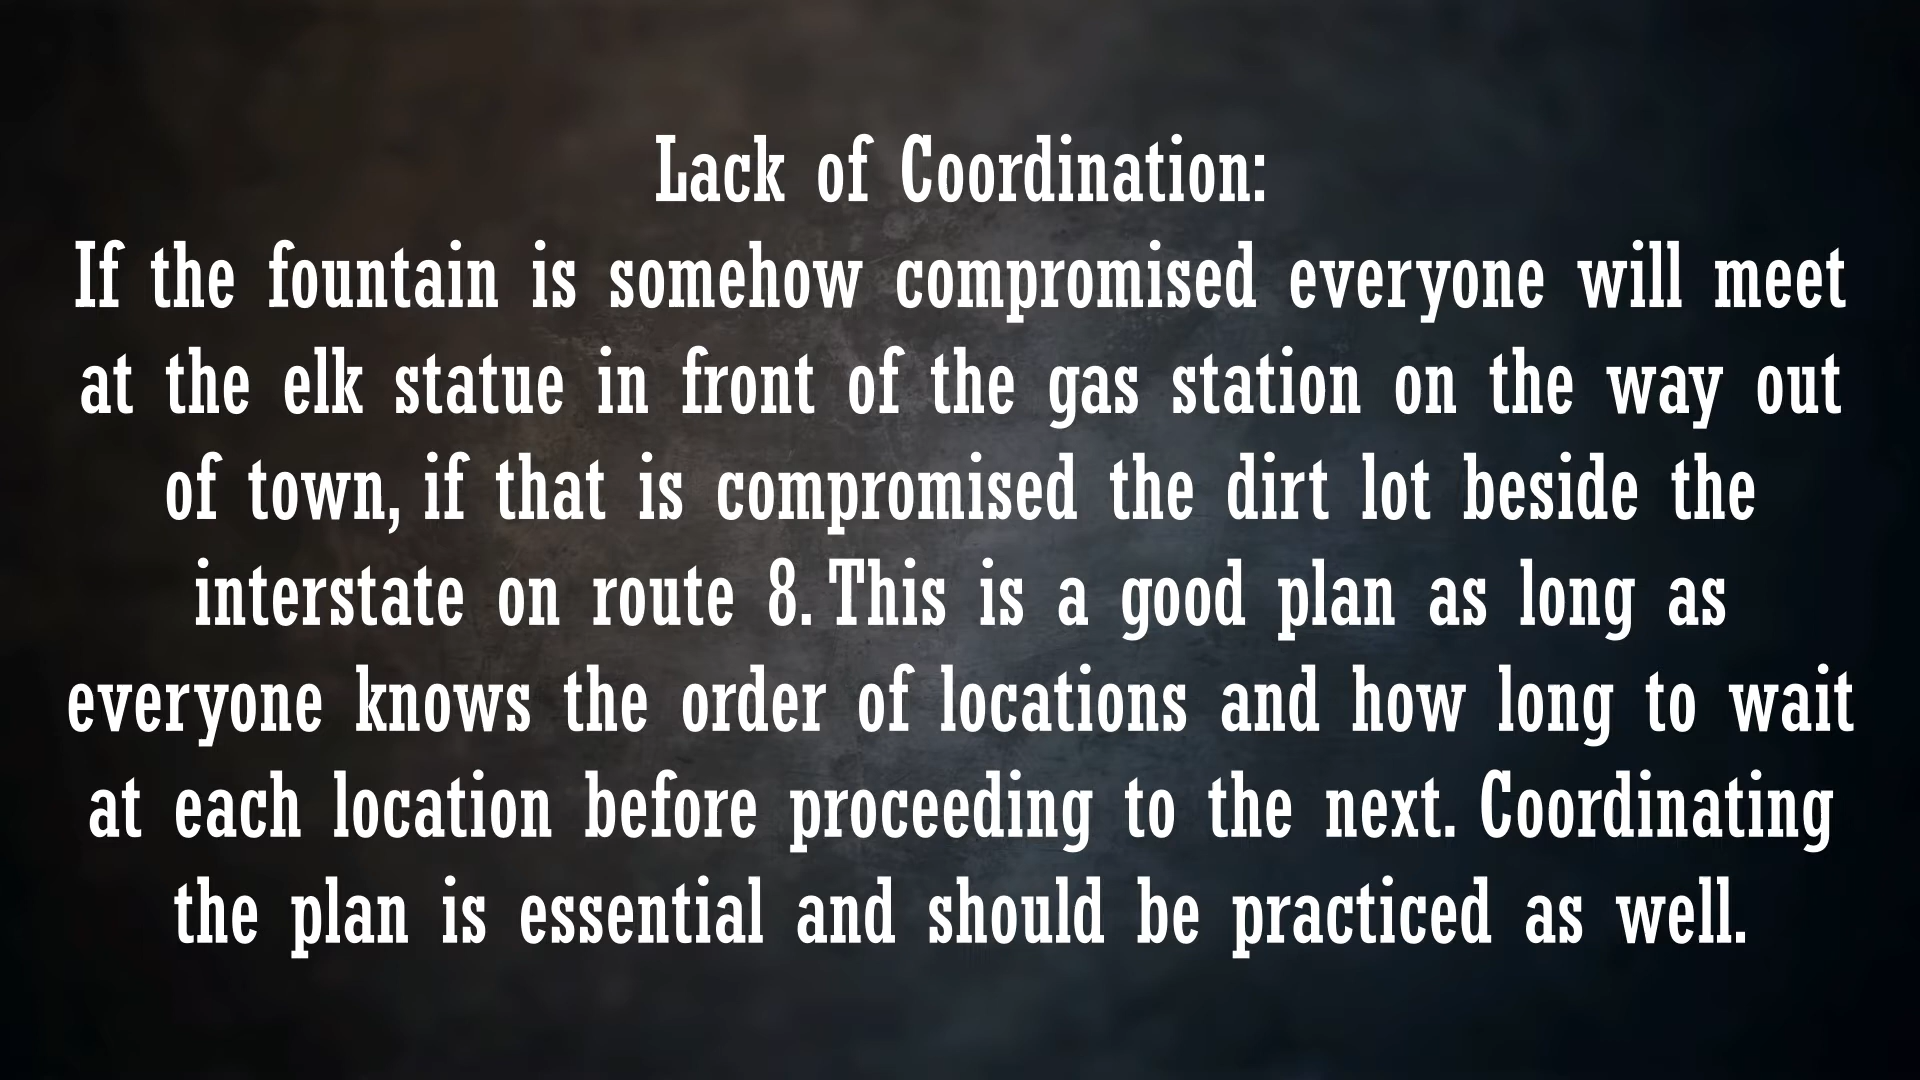 Lack of Coordination:
If the fountain is somehow compromised everyone will meet
at the elk statue in front of the gas station on the way out
of town, if that is compromised the dirt lot beside the
interstate on route 8. This is a good plan as long as
everyone knows the order of locations and how long to wait
at each location before proceeding to the next. Coordinating
the plan is essential and should be practiced as well.